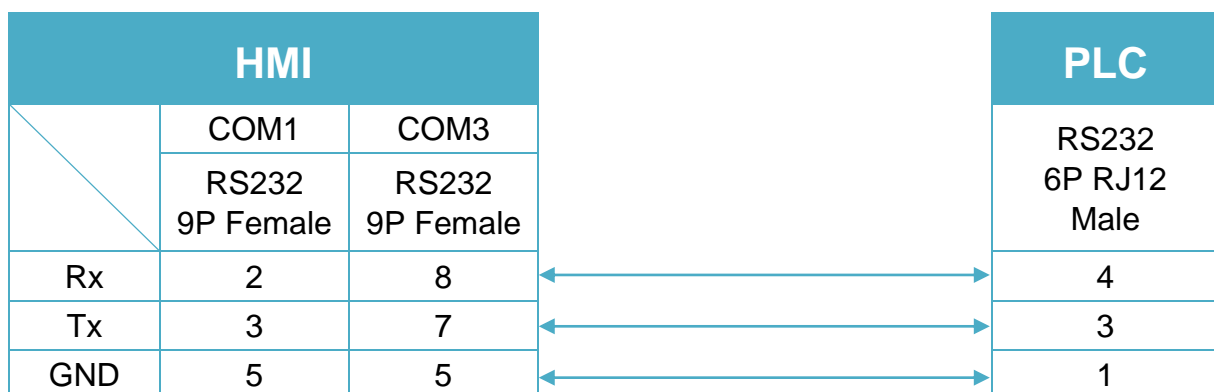 HMI PLC
COM1 COM3
RS232
9P Female
RS232
9P Female
RS232
6P RJ12
Male
Rx 2 8 4
Tx 3 7 3
GND 5 5 1